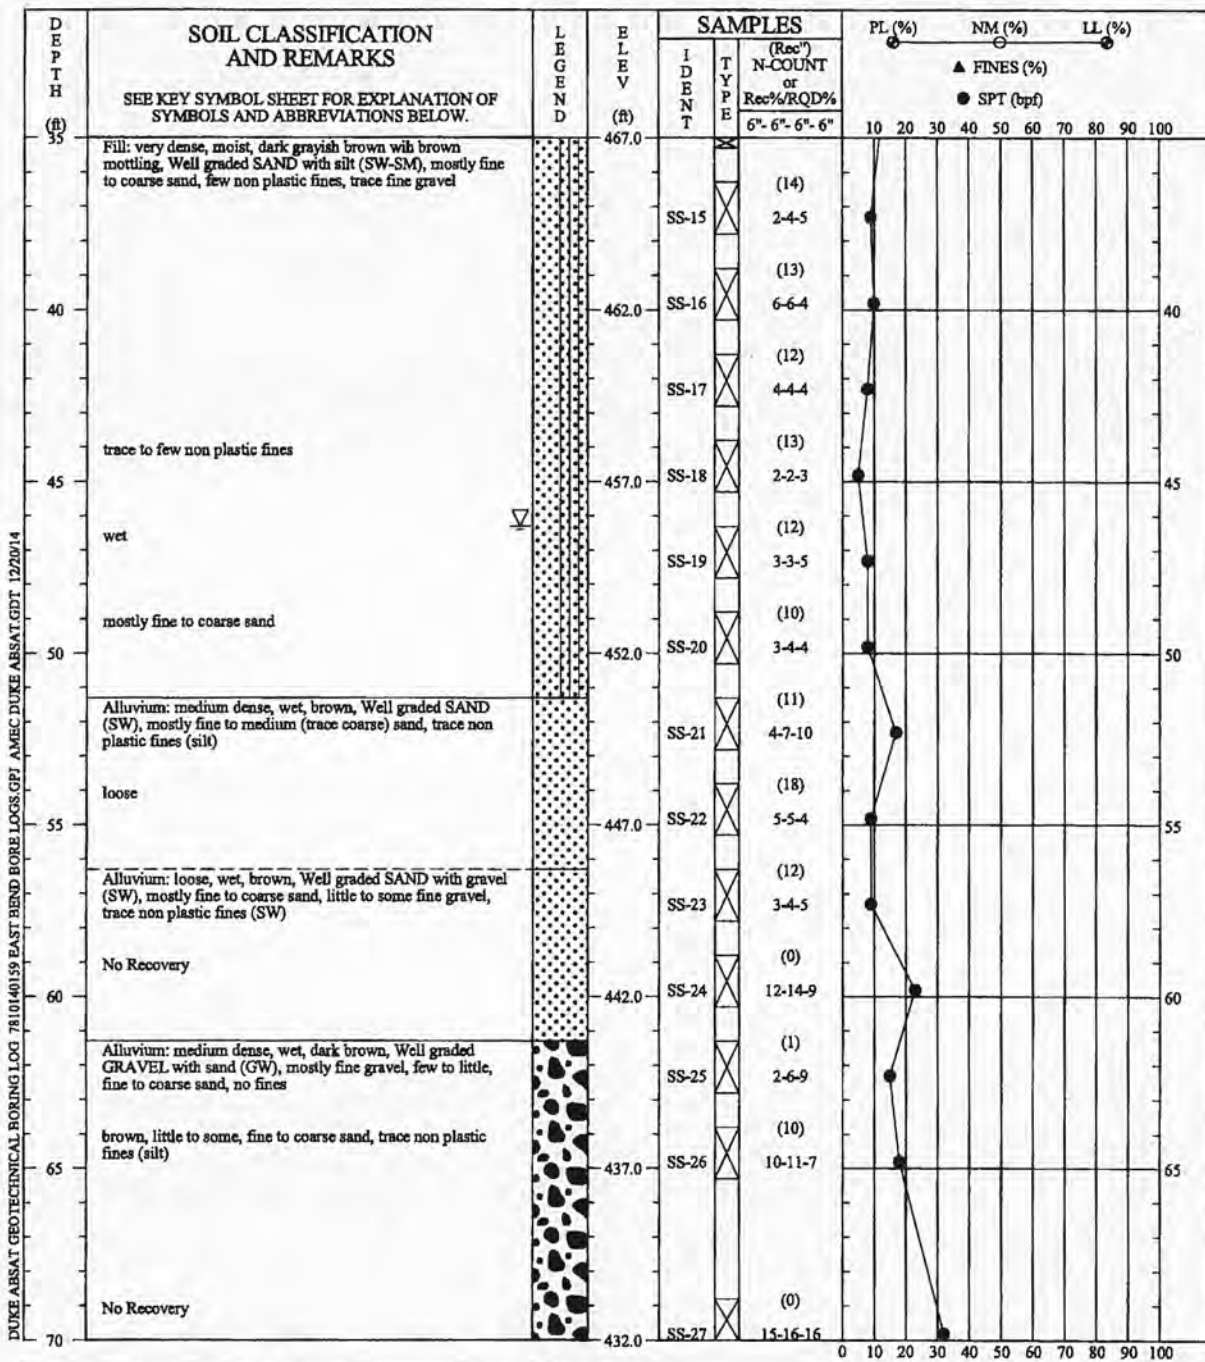 DEPTH
(ft)
SOIL CLASSIFICATION
AND REMARKS
SEE KEY SYMBOL SHEET FOR EXPLANATION OF
SYMBOLS AND ABBREVIATIONS BELOW.
LEGEND
ELEV
(ft)
SAMPLES
IDENT
TYPE
(Rec")
N-COUNT
or
Rec%/RQD%
6"- 6"- 6"- 6"
PL (%) NM (%) LL (%)
▲ FINES (%)
● SPT (bpf)
10 20 30 40 50 60 70 80 90 100
35
467.0
Fill: very dense, moist, dark grayish brown wih brown
mottling, Well graded SAND with silt (SW-SM), mostly fine
to coarse sand, few non plastic fines, trace fine gravel
(14)
SS-15 2-4-5
(13)
SS-16 6-6-4
40 462.0 40
(12)
SS-17 4-4-4
trace to few non plastic fines
(13)
SS-18 2-2-3
45 457.0 45
wet
(12)
SS-19 3-3-5
mostly fine to coarse sand
(10)
SS-20 3-4-4
50 452.0 50
Alluvium: medium dense, wet, brown, Well graded SAND
(SW), mostly fine to medium (trace coarse) sand, trace non
plastic fines (silt)
(11)
SS-21 4-7-10
loose
(18)
SS-22 5-5-4
55 447.0 55
Alluvium: loose, wet, brown, Well graded SAND with gravel
(SW), mostly fine to coarse sand, little to some fine gravel,
trace non plastic fines (SW)
(12)
SS-23 3-4-5
No Recovery
(0)
SS-24 12-14-9
60 442.0 60
Alluvium: medium dense, wet, dark brown, Well graded
GRAVEL with sand (GW), mostly fine gravel, few to little,
fine to coarse sand, no fines
(1)
SS-25 2-6-9
brown, little to some, fine to coarse sand, trace non plastic
fines (silt)
(10)
SS-26 10-11-7
65 437.0 65
No Recovery
(0)
SS-27 15-16-16
70 432.0
0 10 20 30 40 50 60 70 80 90 100
DUKE ABSAT GEOTECHNICAL BORING LOG 7810140159 EAST BEND BORE LOGS.GPJ AMEC DUKE ABSAT.GDT 12/20/14